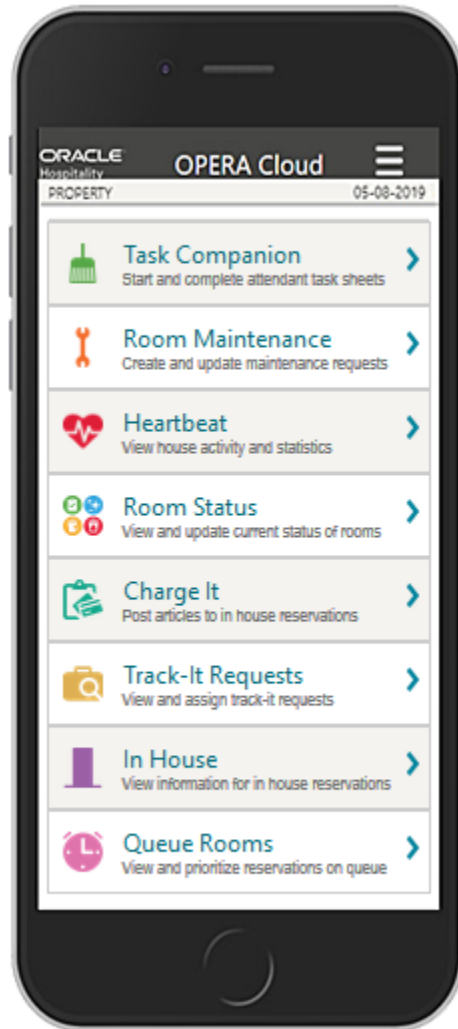 ORACLE
Hospitality
OPERA Cloud
PROPERTY 05-08-2019
Task Companion
Start and complete attendant task sheets
Room Maintenance
Create and update maintenance requests
Heartbeat
View house activity and statistics
Room Status
View and update current status of rooms
Charge It
Post articles to in house reservations
Track-It Requests
View and assign track-it requests
In House
View information for in house reservations
Queue Rooms
View and prioritize reservations on queue